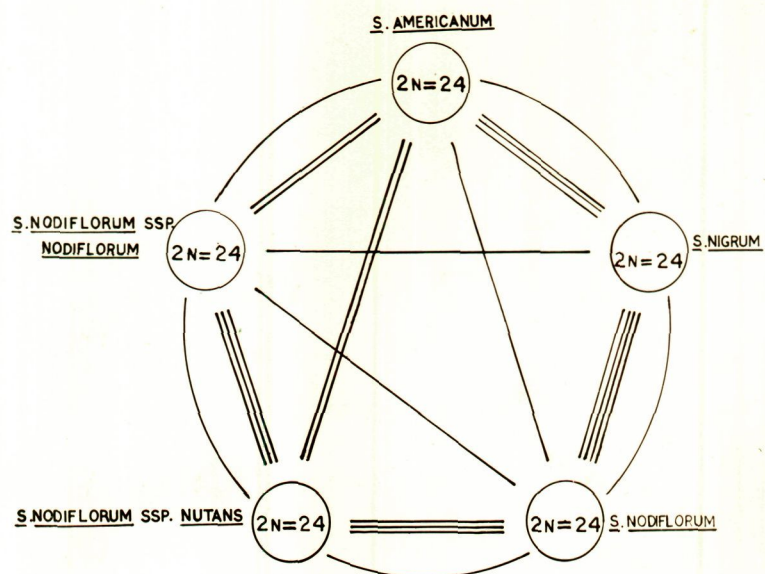 S. AMERICANUM
2N=24
S.NODIFLORUM SSP.
NODIFLORUM
2N=24
2N=24
S.NIGRUM
S.NODIFLORUM SSP. NUTANS
2N=24
2N=24
S.NODIFLORUM